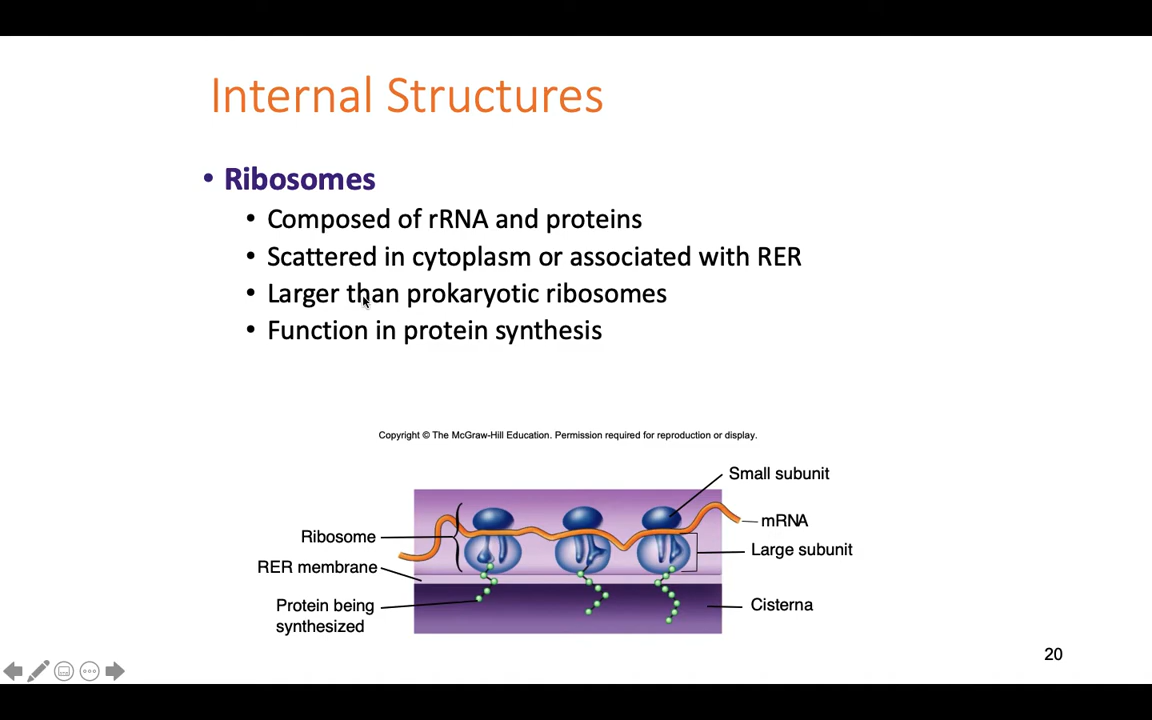 Internal Structures
• Ribosomes
• Composed of rRNA and proteins
• Scattered in cytoplasm or associated with RER
• Larger than prokaryotic ribosomes
• Function in protein synthesis
Copyright © The McGraw-Hill Education. Permission required for reproduction or display.
Small subunit
mRNA
Ribosome
Large subunit
RER membrane
Protein being
synthesized
Cisterna
20